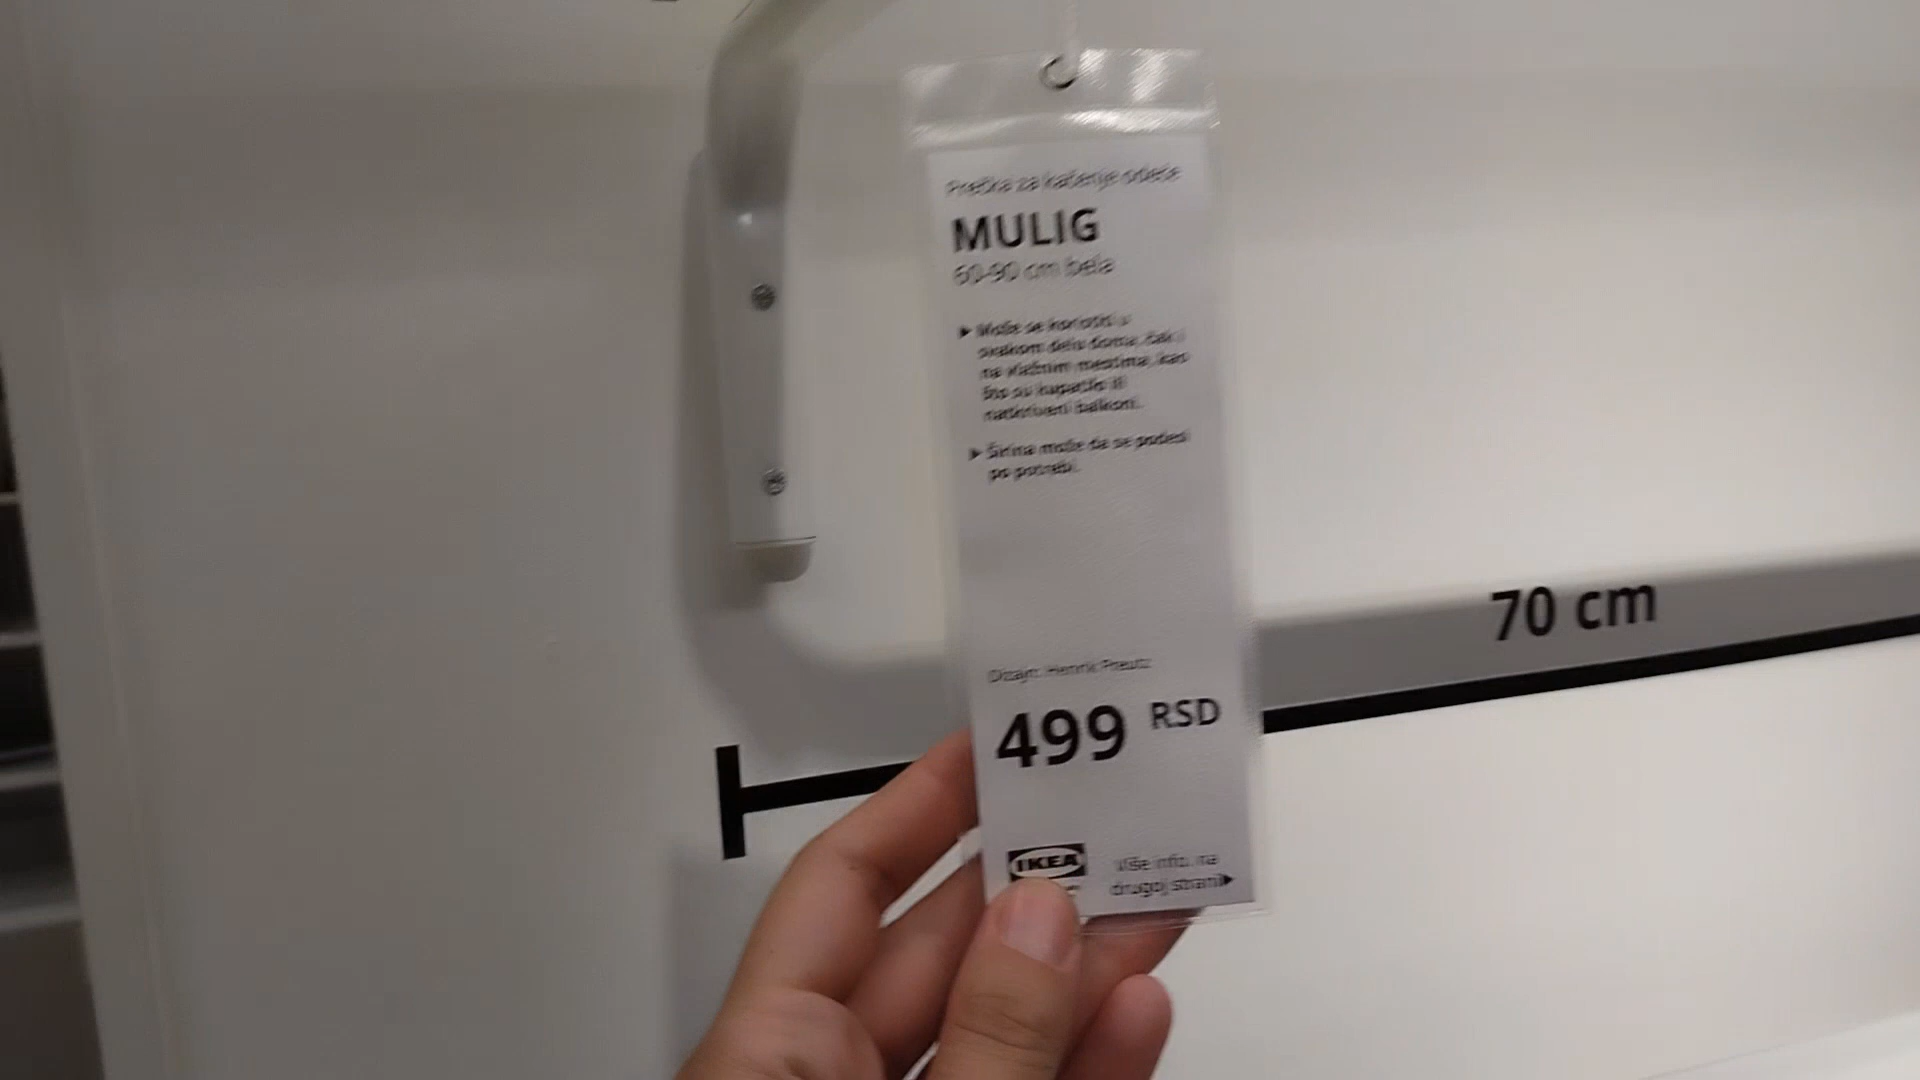 Prečka za kačenje odeće
MULIG
60-90 cm bela
▶ Može se koristiti u
svakom delu doma, čak i
na vlažnim mestima, kao
što su kupatilo ili
natkriveni balkoni.
▶ Širina može da se podesi
po potrebi.
70 cm
Dizajn: Henrik Preutz
499 RSD
IKEA
Više info. na
drugoj strani▶